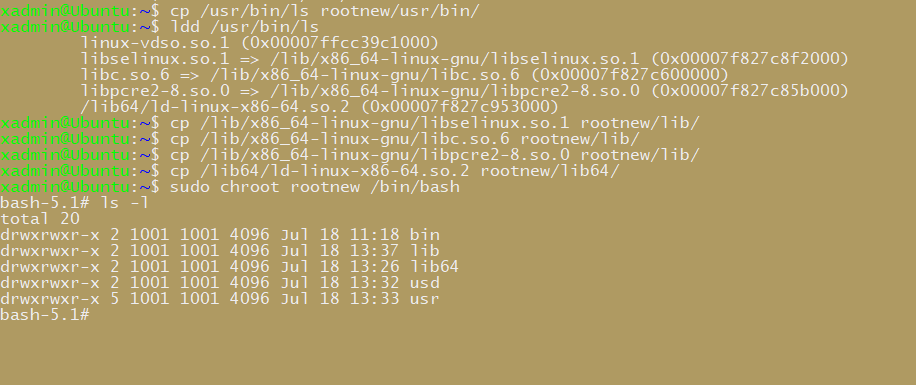 xadmin@Ubuntu:~$ cp /usr/bin/ls rootnew/usr/bin/
xadmin@Ubuntu:~$ ldd /usr/bin/ls
linux-vdso.so.1 (0x00007ffcc39c1000)
libselinux.so.1 => /lib/x86_64-linux-gnu/libselinux.so.1 (0x00007f827c8f2000)
libc.so.6 => /lib/x86_64-linux-gnu/libc.so.6 (0x00007f827c600000)
libpcre2-8.so.0 => /lib/x86_64-linux-gnu/libpcre2-8.so.0 (0x00007f827c85b000)
/lib64/ld-linux-x86-64.so.2 (0x00007f827c953000)
xadmin@Ubuntu:~$ cp /lib/x86_64-linux-gnu/libselinux.so.1 rootnew/lib/
xadmin@Ubuntu:~$ cp /lib/x86_64-linux-gnu/libc.so.6 rootnew/lib/
xadmin@Ubuntu:~$ cp /lib/x86_64-linux-gnu/libpcre2-8.so.0 rootnew/lib/
xadmin@Ubuntu:~$ cp /lib64/ld-linux-x86-64.so.2 rootnew/lib64/
xadmin@Ubuntu:~$ sudo chroot rootnew /bin/bash
bash-5.1# ls -l
total 20
drwxrwxr-x 2 1001 1001 4096 Jul 18 11:18 bin
drwxrwxr-x 2 1001 1001 4096 Jul 18 13:37 lib
drwxrwxr-x 2 1001 1001 4096 Jul 18 13:26 lib64
drwxrwxr-x 2 1001 1001 4096 Jul 18 13:32 usd
drwxrwxr-x 5 1001 1001 4096 Jul 18 13:33 usr
bash-5.1#